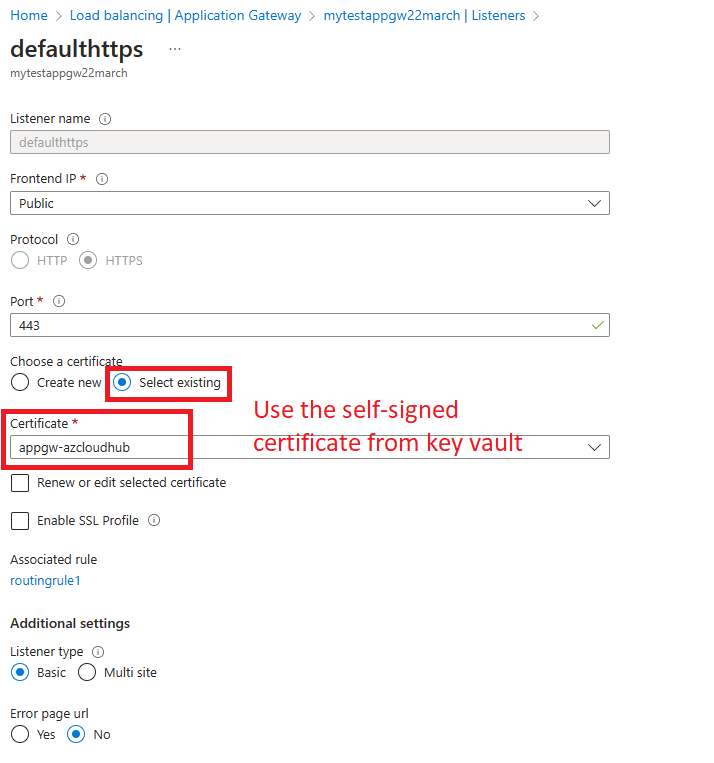 Home > Load balancing | Application Gateway > mytestappgw22march | Listeners >
defaulthttps ...
mytestappgw22march
Listener name
defaulthttps
Frontend IP *
Public
Protocol
HTTP HTTPS
Port *
443
Choose a certificate
Create new Select existing
Use the self-signed
certificate from key vault
Certificate *
appgw-azcloudhub
Renew or edit selected certificate
Enable SSL Profile
Associated rule
routingrule1
Additional settings
Listener type
Basic Multi site
Error page url
Yes No